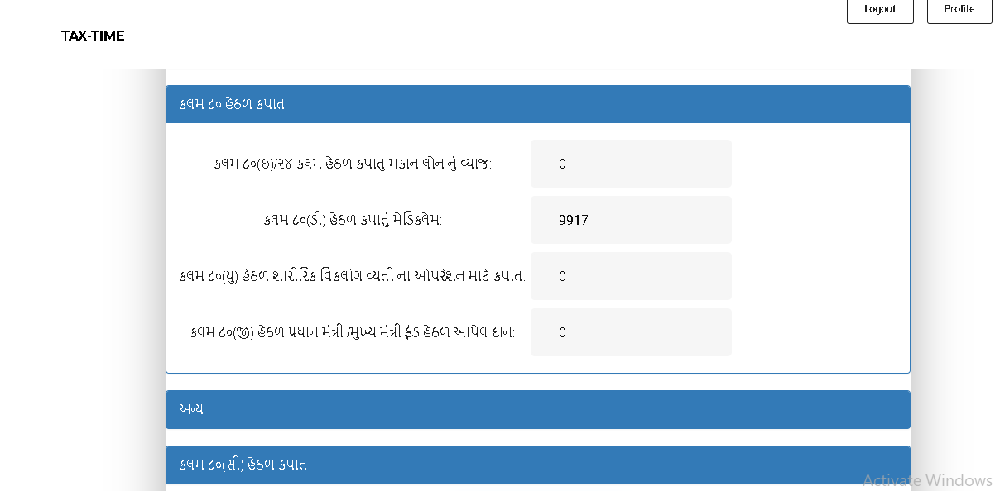 Logout
Profile
TAX-TIME
કલમ ૮૦ હેઠળ કપાત
કલમ ૮૦(ઇ)/૨૪ કલમ હેઠળ કપાતું મકાન લોન નું વ્યાજ:
0
કલમ ૮૦(ડી) હેઠળ કપાતું મેડિકલેમ:
9917
કલમ ૮૦(યુ) હેઠળ શારીરિક વિકલાંગ વ્યતી ના ઓપરેશન માટે કપાત:
0
કલમ ૮૦(જી) હેઠળ પ્રધાન મંત્રી /મુખ્ય મંત્રી ફંડ હેઠળ આપેલ દાન:
0
અન્ય
કલમ ૮૦(સી) હેઠળ કપાત
Activate Windows